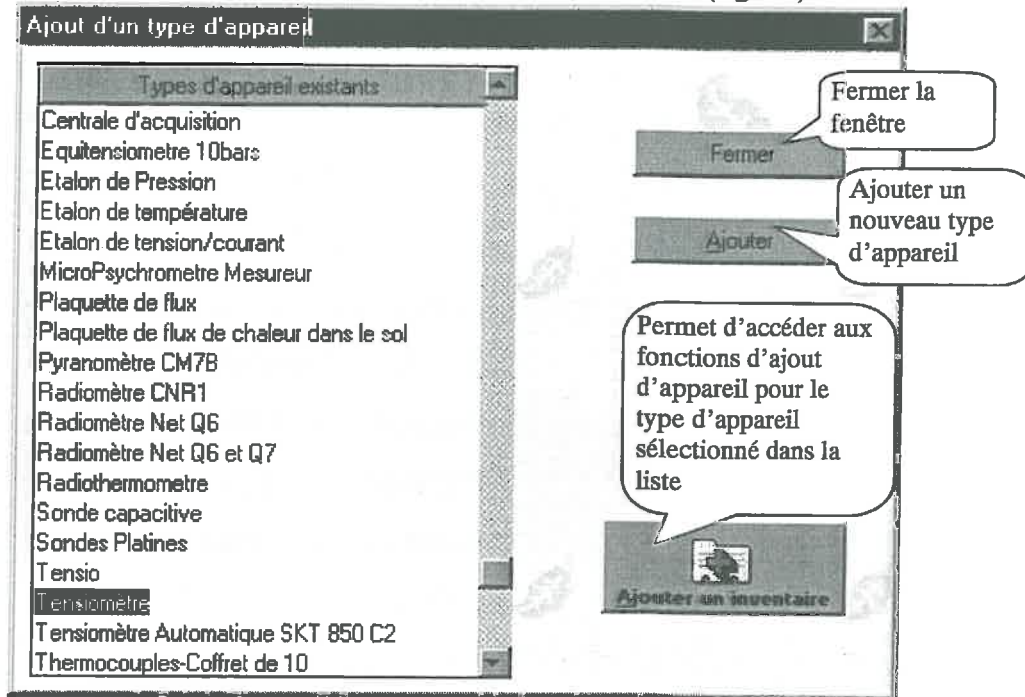 Ajout d'un type d'appareil
Types d'appareil existants
Centrale d'acquisition
Equitensiometre 10bars
Etalon de Pression
Etalon de température
Etalon de tension/courant
MicroPsychrometre Mesureur
Plaquette de flux
Plaquette de flux de chaleur dans le sol
Pyranomètre CM7B
Radiomètre CNR1
Radiomètre Net Q6
Radiomètre Net Q6 et Q7
Radiothermometre
Sonde capacitive
Sondes Platines
Tensio
Tensiomètre
Tensiomètre Automatique SKT 850 C2
Thermocouples-Coffret de 10
Fermer la
fenêtre
Fermer
Ajouter un
nouveau type
d'appareil
Ajouter
Permet d'accéder aux
fonctions d'ajout
d'appareil pour le
type d'appareil
sélectionné dans la
liste
Ajouter un inventaire